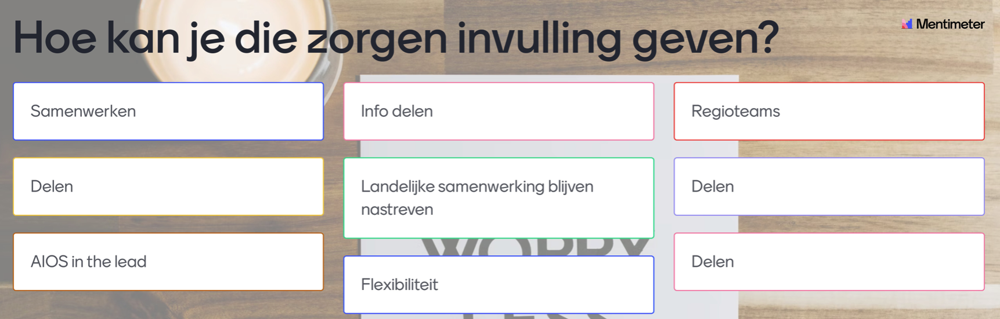 Hoe kan je die zorgen invulling geven?
Mentimeter
Samenwerken
Info delen
Regioteams
Delen
Landelijke samenwerking blijven
nastreven
Delen
AIOS in the lead
Flexibiliteit
Delen
WORRY
LESS